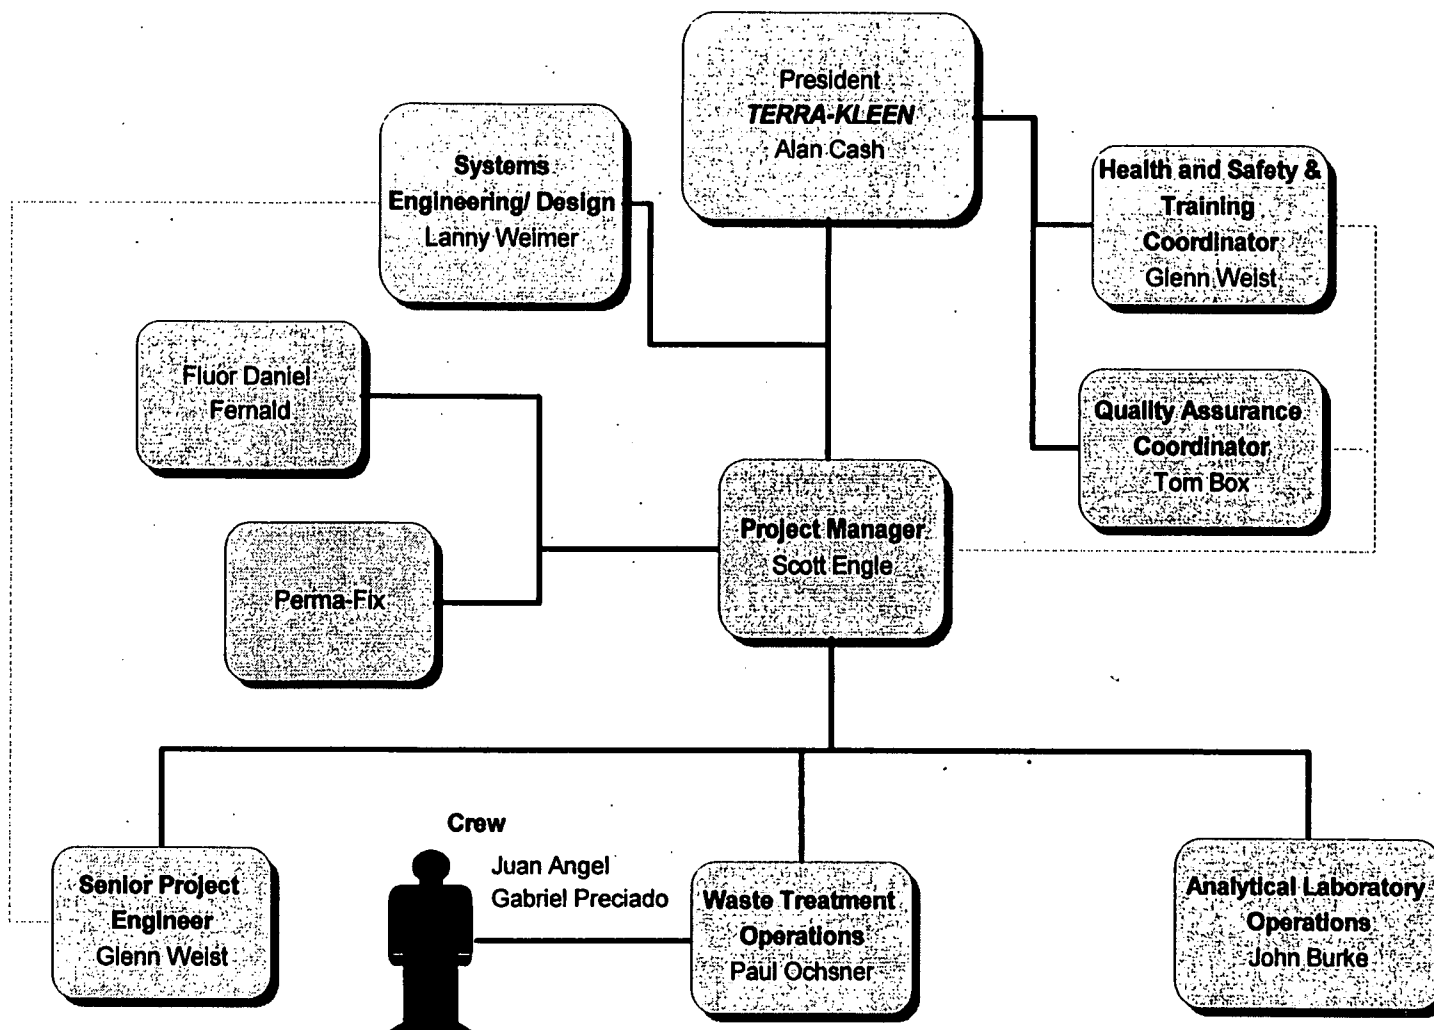 President
TERRA-KLEEN
Alan Cash
Systems
Engineering/ Design
Lanny Weimer
Health and Safety &
Training
Coordinator
Glenn Weist
Fluor Daniel
Fernald
Quality Assurance
Coordinator
Tom Box
Project Manager
Scott Engle
Perma-Fix
Crew
Juan Angel
Gabriel Preciado
Senior Project
Engineer
Glenn Weist
Waste Treatment
Operations
Paul Ochsner
Analytical Laboratory
Operations
John Burke